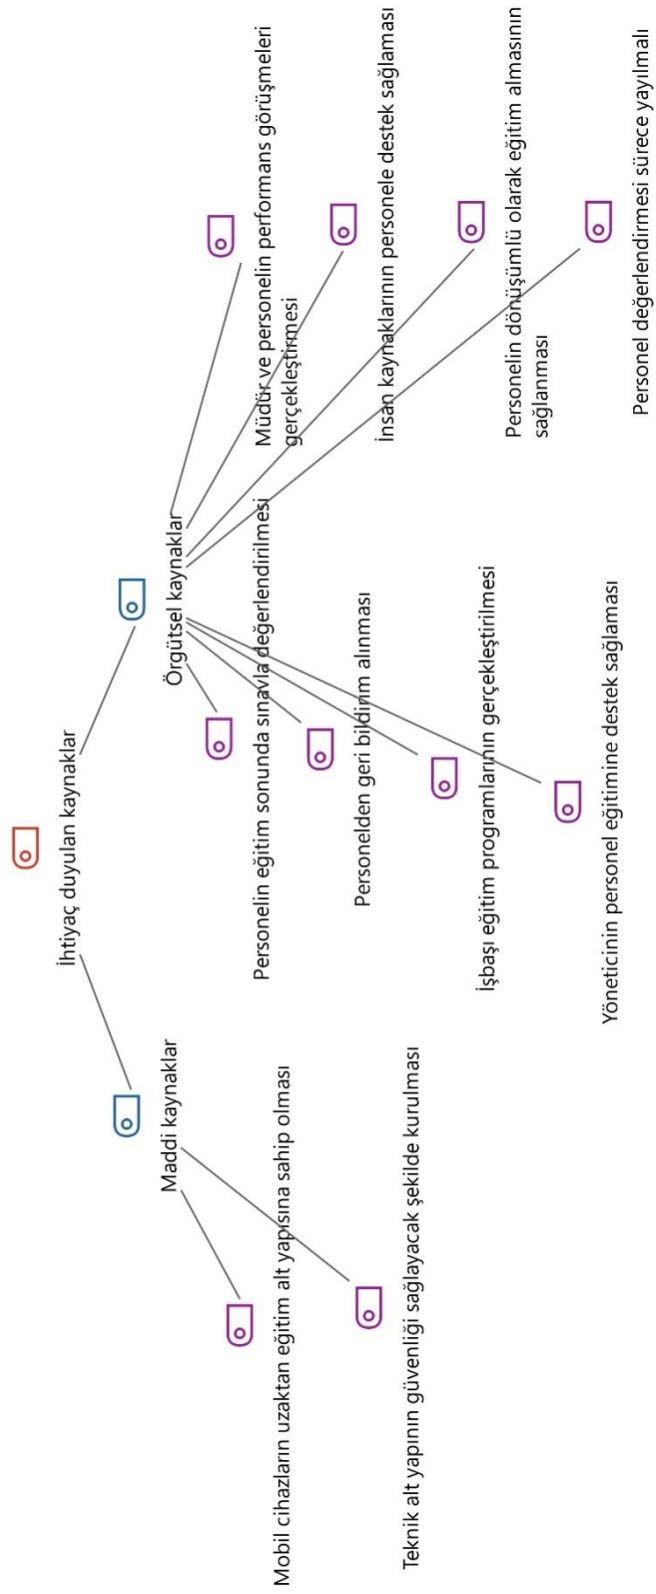 İhtiyaç duyulan kaynaklar
Maddi kaynaklar
Mobil cihazların uzaktan eğitim alt yapısına sahip olması
Teknik alt yapının güvenliği sağlayacak şekilde kurulması
Örgütsel kaynaklar
Personelin eğitim sonunda sınavla değerlendirilmesi
Personelden geri bildirim alınması
İşbaşı eğitim programlarının gerçekleştirilmesi
Yöneticinin personel eğitimine destek sağlaması
Müdür ve personelin performans görüşmeleri
gerçekleştirmesi
İnsan kaynaklarının personele destek sağlaması
Personelin dönüşümlü olarak eğitim almasının
sağlanması
Personel değerlendirmesi sürece yayılmalı